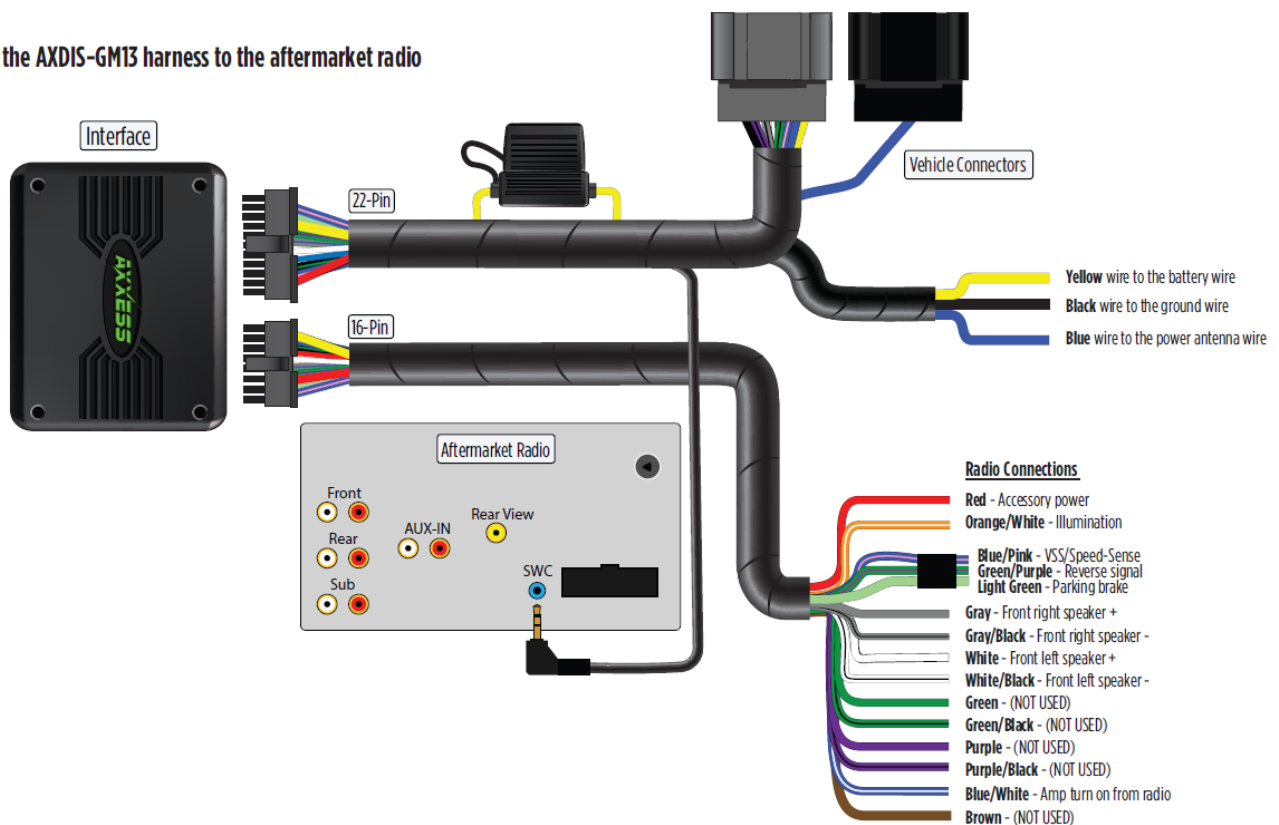 the AXDIS-GM13 harness to the aftermarket radio
Interface
AXXESS
22-Pin
Vehicle Connectors
Yellow wire to the battery wire
Black wire to the ground wire
Blue wire to the power antenna wire
16-Pin
Aftermarket Radio
Front
Rear
Sub
AUX-IN
Rear View
SWC
Radio Connections
Red - Accessory power
Orange/White - Illumination
Blue/Pink - VSS/Speed-Sense
Green/Purple - Reverse signal
Light Green - Parking brake
Gray - Front right speaker +
Gray/Black - Front right speaker -
White - Front left speaker +
White/Black - Front left speaker -
Green - (NOT USED)
Green/Black - (NOT USED)
Purple - (NOT USED)
Purple/Black - (NOT USED)
Blue/White - Amp turn on from radio
Brown - (NOT USED)